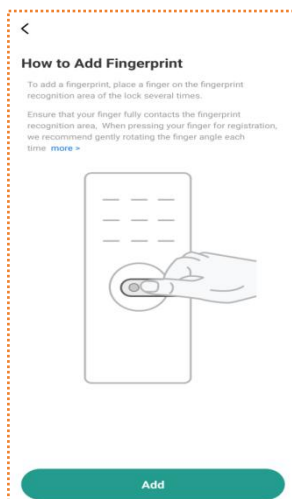 How to Add Fingerprint
To add a fingerprint, place a finger on the fingerprint
recognition area of the lock several times.
Ensure that your finger fully contacts the fingerprint
recognition area, When pressing your finger for registration,
we recommend gently rotating the finger angle each
time more »
Add